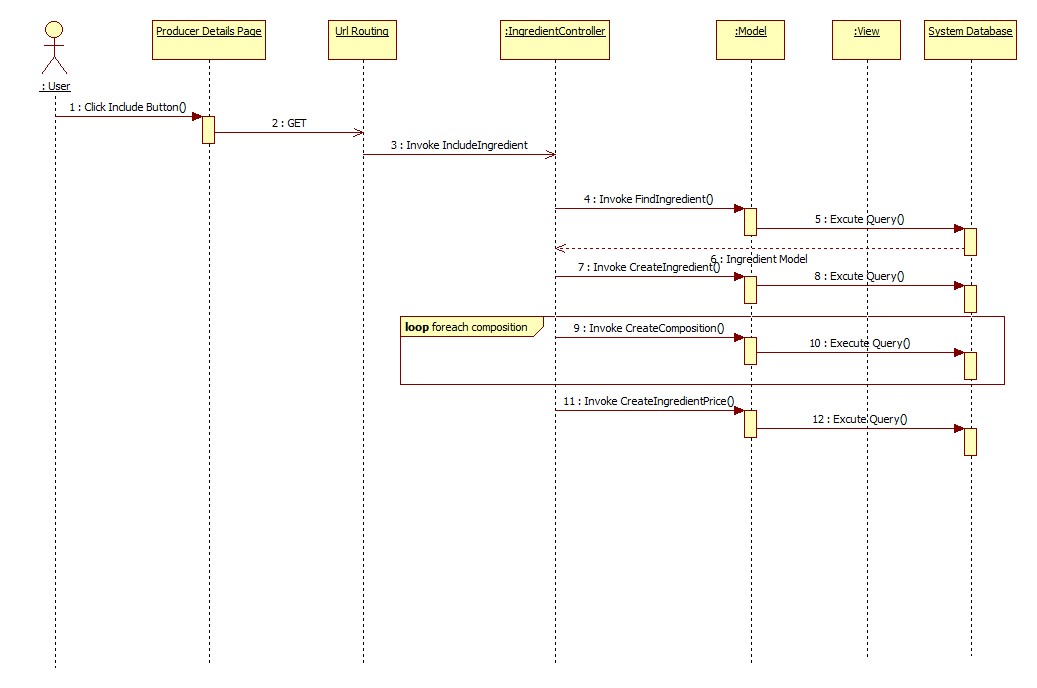 Producer Details Page
Url Routing
:IngredientController
:Model
:View
System Database
: User
1 : Click Include Button()
2 : GET
3 : Invoke IncludeIngredient
4 : Invoke FindIngredient()
5 : Excute Query()
6 : Ingredient Model
7 : Invoke CreateIngredient()
8 : Excute Query()
loop foreach composition
9 : Invoke CreateComposition()
10 : Execute Query()
11 : Invoke CreateIngredientPrice()
12 : Excute Query()